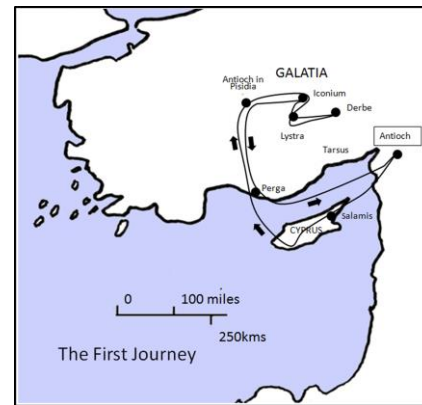 GALATIA
Antioch in
Pisidia
Iconium
Derbe
Lystra
Antioch
Tarsus
Perga
Salamis
CYPRUS
0 100 miles
250kms
The First Journey